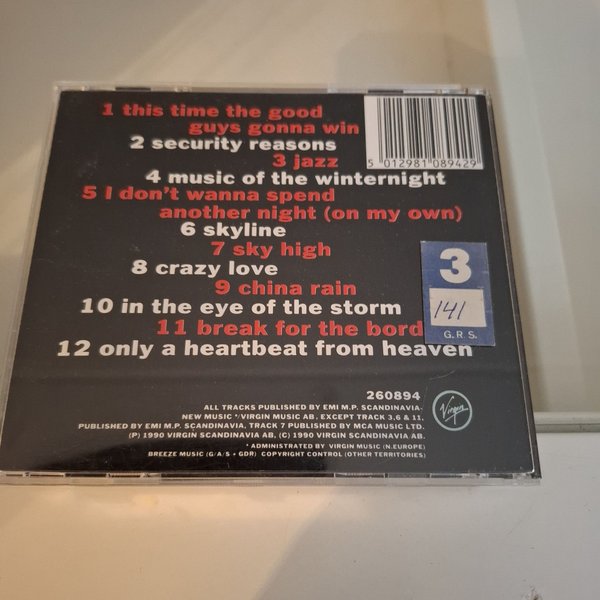 1 this time the good
guys gonna win
2 security reasons
3 jazz
4 music of the winternight
5 I don't wanna spend
another night (on my own)
6 skyline
7 sky high
8 crazy love
9 china rain
10 in the eye of the storm
11 break for the bord
12 only a heartbeat from heaven
5 012981 089429
3
141
G.R.S.
260894
ALL TRACKS PUBLISHED BY EMI M.P. SCANDINAVIA-
NEW MUSIC */VIRGIN MUSIC AB, EXCEPT TRACK 3,6 & 11,
PUBLISHED BY EMI M.P. SCANDINAVIA, TRACK 7 PUBLISHED BY MCA MUSIC LTD.
(P) 1990 VIRGIN SCANDINAVIA AB, (C) 1990 VIRGIN SCANDINAVIA AB.
* ADMINISTRATED BY VIRGIN MUSIC (N.EUROPE)
BREEZE MUSIC (G/A/S + GDR) COPYRIGHT CONTROL (OTHER TERRITORIES)
Virgin